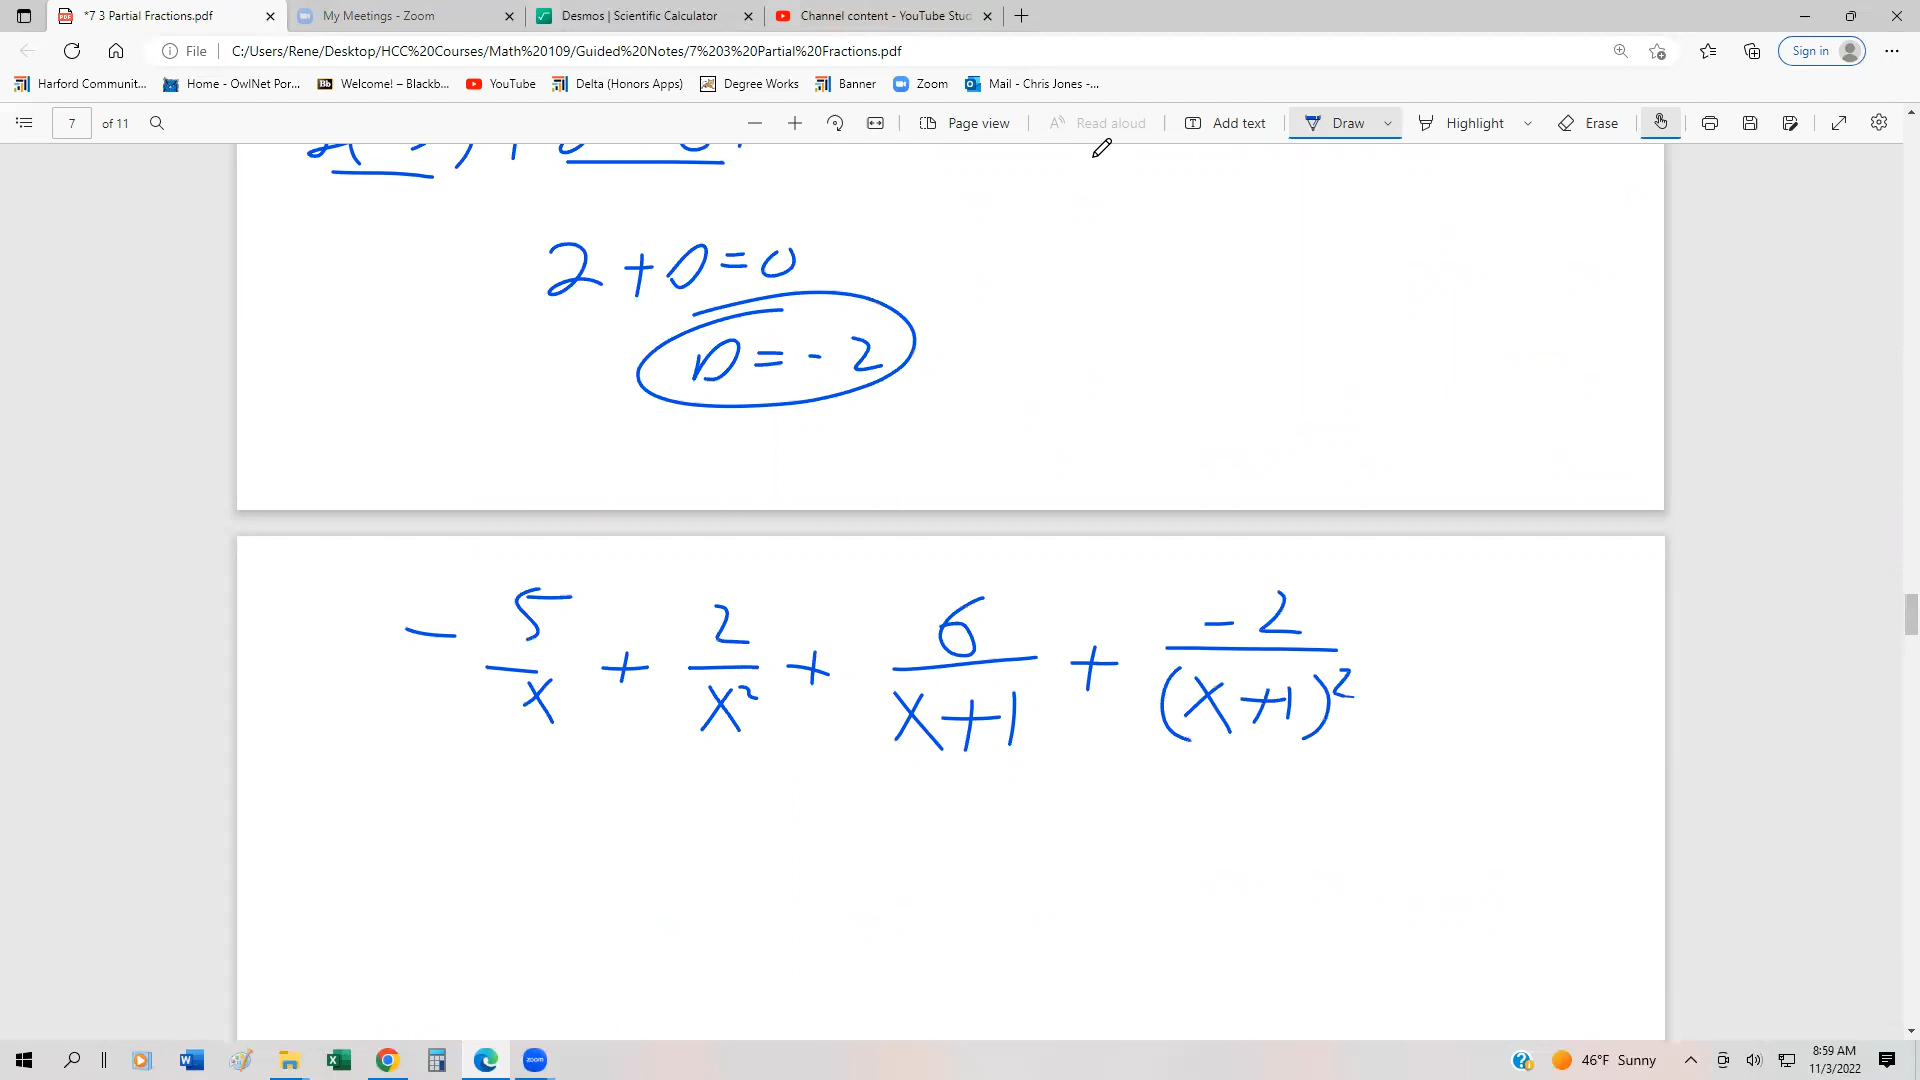 *7 3 Partial Fractions.pdf
My Meetings - Zoom
Desmos | Scientific Calculator
Channel content - YouTube Stud
File
C:/Users/Rene/Desktop/HCC%20Courses/Math%20109/Guided%20Notes/7%203%20Partial%20Fractions.pdf
Sign in
Harford Communit...
Home - OwlNet Por...
Bb Welcome! – Blackb...
YouTube
Delta (Honors Apps)
Degree Works
Banner
Zoom
Mail - Chris Jones -...
7 of 11
Page view
Read aloud
Add text
Draw
Highlight
Erase
2 + D = 0
D = - 2
- 5/x + 2/x² + 6/x+1 + -2/(x+1)²
zoom
46°F Sunny
8:59 AM
11/3/2022